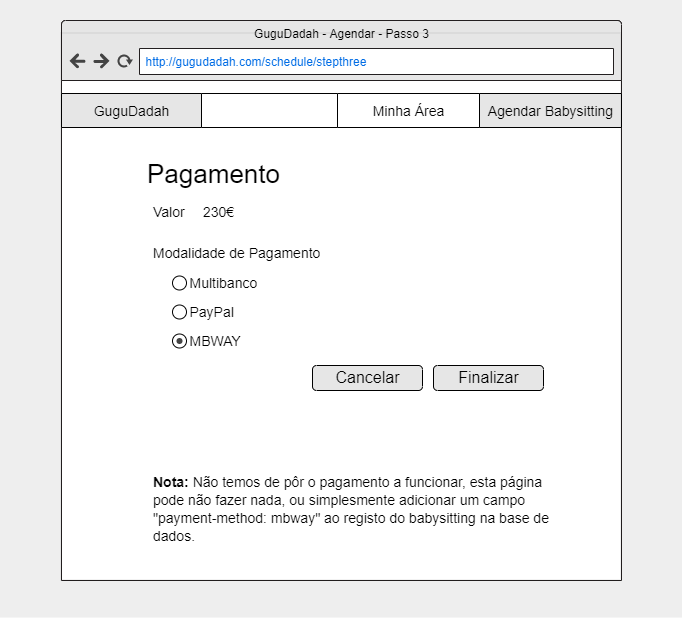 GuguDadah - Agendar - Passo 3
http://gugudadah.com/schedule/stepthree
GuguDadah
Minha Área
Agendar Babysitting
Pagamento
Valor 230€
Modalidade de Pagamento
Multibanco
PayPal
MBWAY
Cancelar
Finalizar
Nota: Não temos de pôr o pagamento a funcionar, esta página
pode não fazer nada, ou simplesmente adicionar um campo
"payment-method: mbway" ao registo do babysitting na base de
dados.